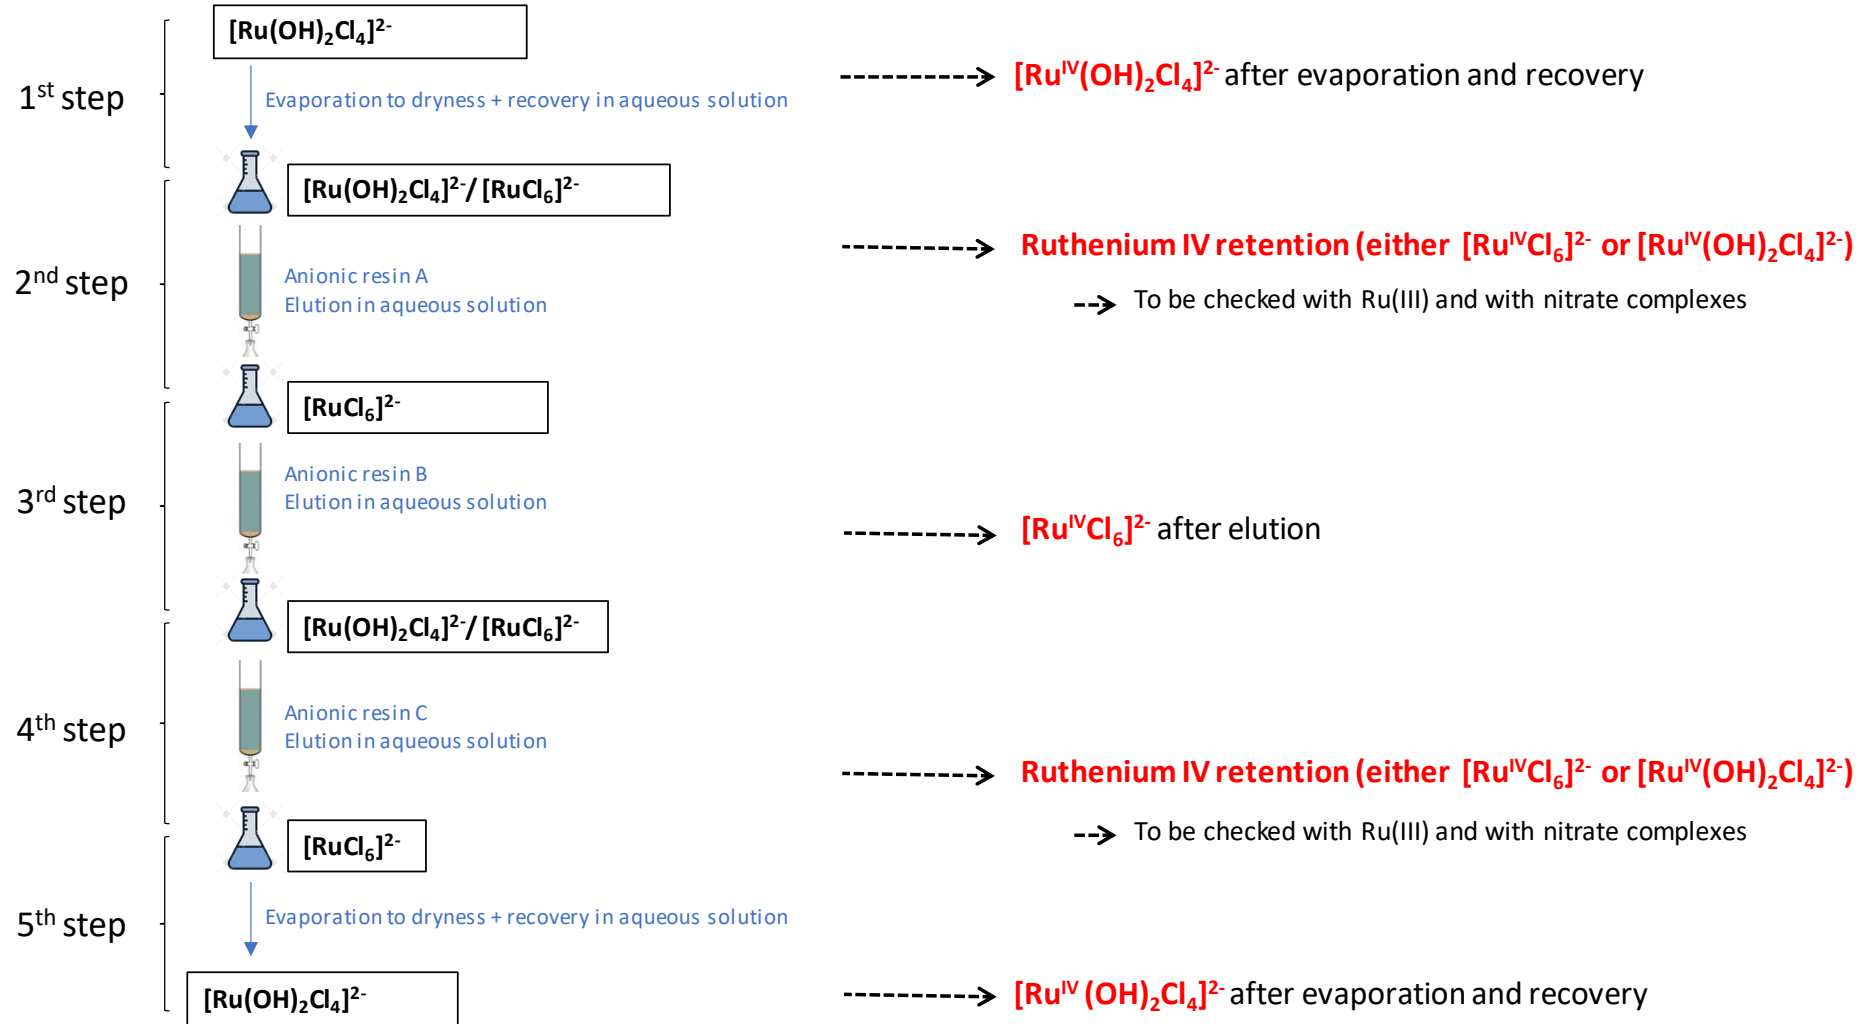 [Ru(OH)₂Cl₄]²⁻
1ˢᵗ step
Evaporation to dryness + recovery in aqueous solution
[Ruᴵⱽ(OH)₂Cl₄]²⁻ after evaporation and recovery
[Ru(OH)₂Cl₄]²⁻/ [RuCl₆]²⁻
2ⁿᵈ step
Anionic resin A
Elution in aqueous solution
Ruthenium IV retention (either [RuᴵⱽCl₆]²⁻ or [Ruᴵⱽ(OH)₂Cl₄]²⁻)
To be checked with Ru(III) and with nitrate complexes
[RuCl₆]²⁻
3ʳᵈ step
Anionic resin B
Elution in aqueous solution
[RuᴵⱽCl₆]²⁻ after elution
[Ru(OH)₂Cl₄]²⁻/ [RuCl₆]²⁻
4ᵗʰ step
Anionic resin C
Elution in aqueous solution
Ruthenium IV retention (either [RuᴵⱽCl₆]²⁻ or [Ruᴵⱽ(OH)₂Cl₄]²⁻)
To be checked with Ru(III) and with nitrate complexes
[RuCl₆]²⁻
5ᵗʰ step
Evaporation to dryness + recovery in aqueous solution
[Ru(OH)₂Cl₄]²⁻
[Ruᴵⱽ (OH)₂Cl₄]²⁻ after evaporation and recovery